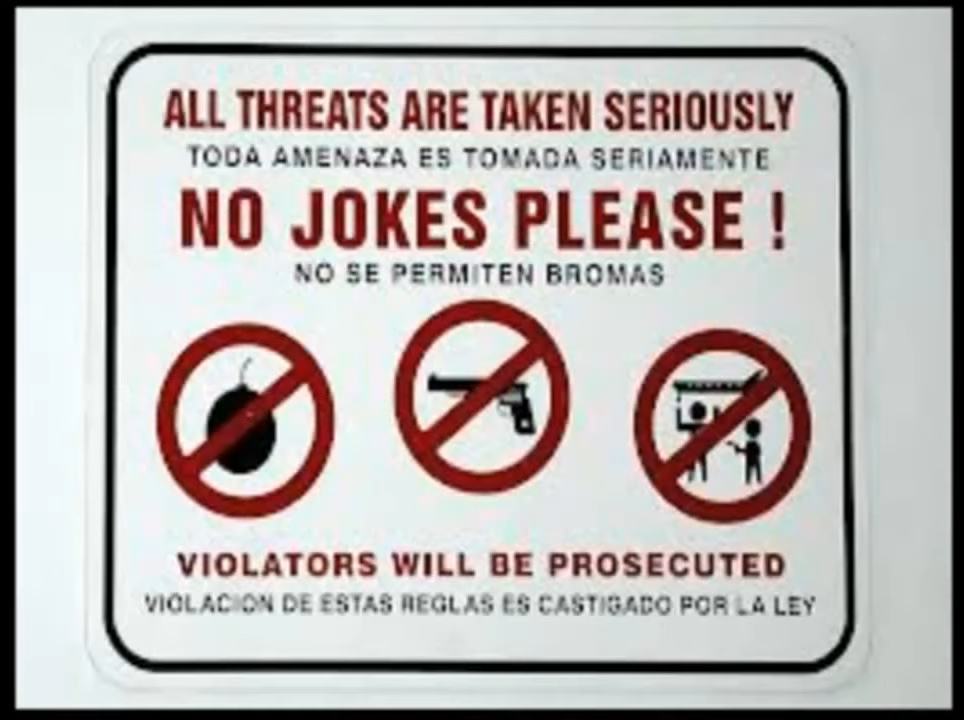 ALL THREATS ARE TAKEN SERIOUSLY
TODA AMENAZA ES TOMADA SERIAMENTE
NO JOKES PLEASE !
NO SE PERMITEN BROMAS
VIOLATORS WILL BE PROSECUTED
VIOLACION DE ESTAS REGLAS ES CASTIGADO POR LA LEY